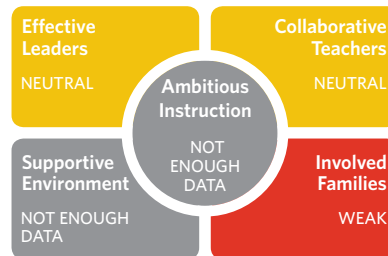 Effective
Leaders
NEUTRAL
Collaborative
Teachers
NEUTRAL
Ambitious
Instruction
NOT
ENOUGH
DATA
Supportive
Environment
NOT ENOUGH
DATA
Involved
Families
WEAK